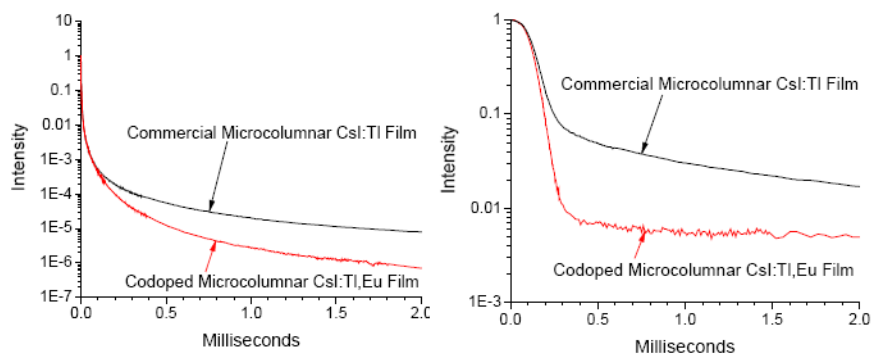 10
1
0.1
0.01
1E-3
1E-4
1E-5
1E-6
1E-7
Intensity
Commercial Microcolumnar CsI:Tl Film
Codoped Microcolumnar CsI:Tl,Eu Film
0.0 0.5 1.0 1.5 2.0
Milliseconds
1
0.1
0.01
1E-3
Intensity
Commercial Microcolumnar CsI:Tl Film
Codoped Microcolumnar CsI:Tl,Eu Film
0.0 0.5 1.0 1.5 2.0
Milliseconds